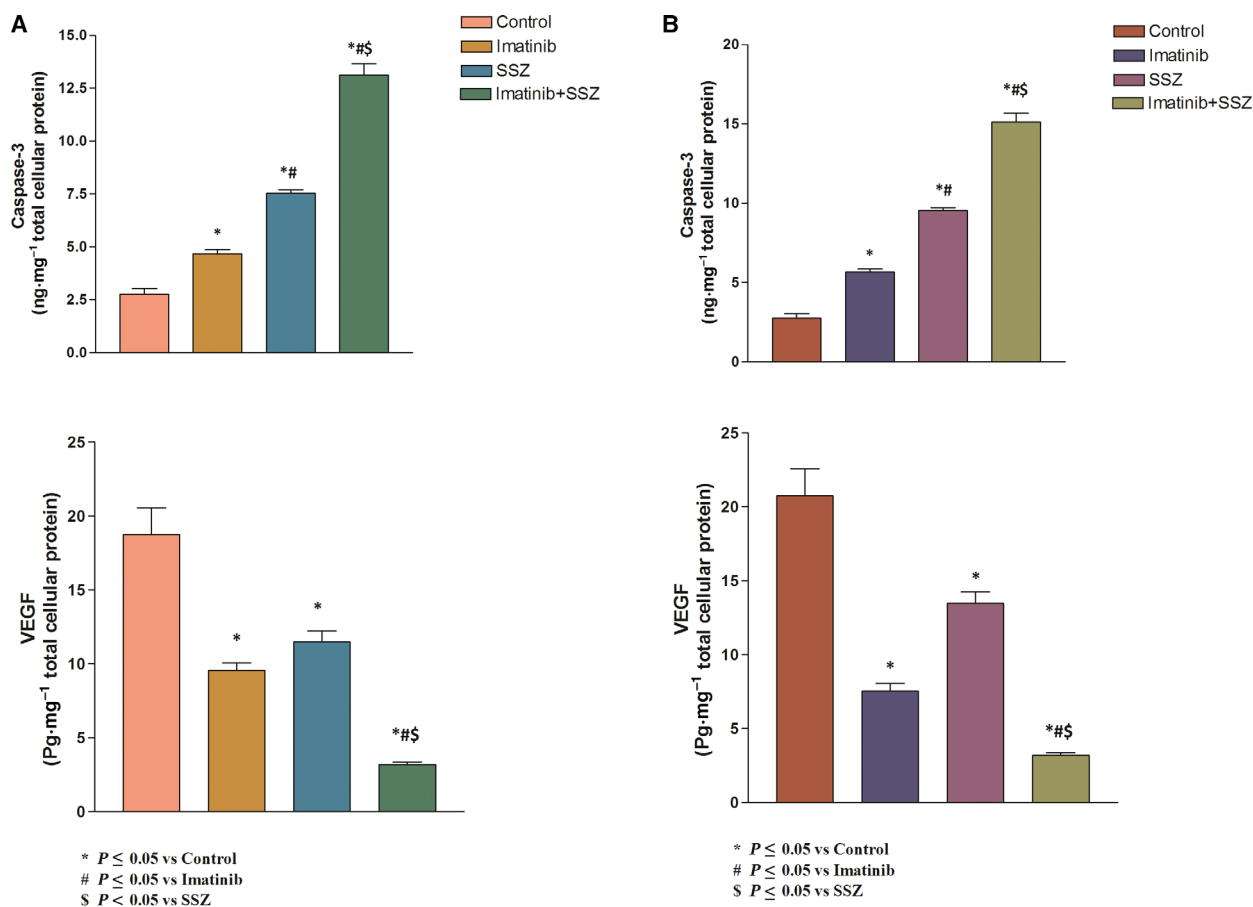 A
Control
Imatinib
SSZ
Imatinib+SSZ
Caspase-3
(ng·mg⁻¹ total cellular protein)
15.0
12.5
10.0
7.5
5.0
2.5
0.0
*
*#
*#$
VEGF
(Pg·mg⁻¹ total cellular protein)
25
20
15
10
5
0
*
*
*#$
* P ≤ 0.05 vs Control
# P ≤ 0.05 vs Imatinib
$ P < 0.05 vs SSZ
B
Control
Imatinib
SSZ
Imatinib+SSZ
Caspase-3
(ng·mg⁻¹ total cellular protein)
20
15
10
5
0
*
*#
*#$
VEGF
(Pg·mg⁻¹ total cellular protein)
25
20
15
10
5
0
*
*
*#$
* P ≤ 0.05 vs Control
# P ≤ 0.05 vs Imatinib
$ P < 0.05 vs SSZ